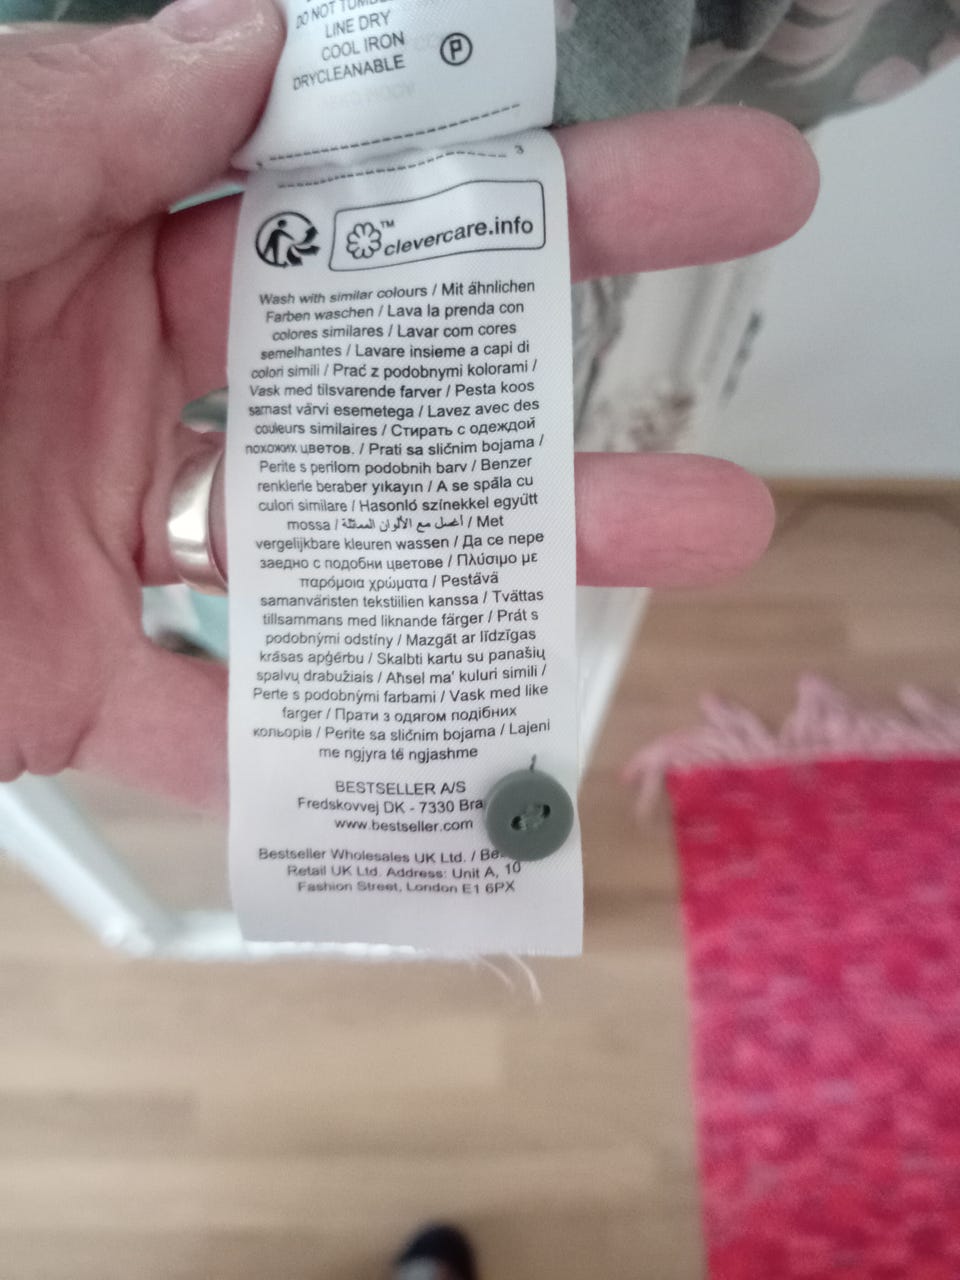 DO NOT TUMBLE
LINE DRY
COOL IRON
DRYCLEANABLE
P
3
™
clevercare.info
Wash with similar colours / Mit ähnlichen
Farben waschen / Lava la prenda con
colores similares / Lavar com cores
semelhantes / Lavare insieme a capi di
colori simili / Prać z podobnymi kolorami /
Vask med tilsvarende farver / Pesta koos
samast värvi esemetega / Lavez avec des
couleurs similaires / Стирать с одеждой
похожих цветов. / Prati sa sličnim bojama /
Perite s perilom podobnih barv / Benzer
renklerle beraber yıkayın / A se spăla cu
culori similare / Hasonló színekkel együtt
mossa / أغسل مع الألوان المماثلة / Met
vergelijkbare kleuren wassen / Да се пере
заедно с подобни цветове / Πλύσιμο με
παρόμοια χρώματα / Pestävä
samanväristen tekstiilien kanssa / Tvättas
tillsammans med liknande färger / Prát s
podobnými odstíny / Mazgāt ar līdzīgas
krāsas apģērbu / Skalbti kartu su panašių
spalvų drabužiais / Aħsel ma' kuluri simili /
Perte s podobnými farbami / Vask med like
farger / Прати з одягом подібних
кольорів / Perite sa sličnim bojama / Lajeni
me ngjyra të ngjashme
BESTSELLER A/S
Fredskovvej DK - 7330 Bra
www.bestseller.com
Bestseller Wholesales UK Ltd. / Be
Retail UK Ltd. Address: Unit A, 10
Fashion Street, London E1 6PX